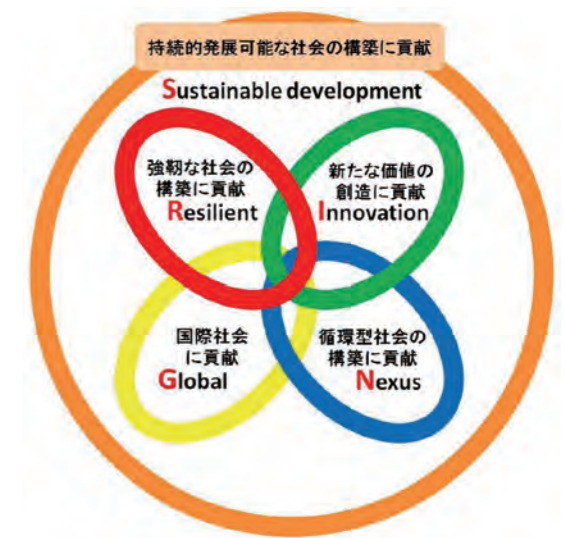 持続的発展可能な社会の構築に貢献
Sustainable development
強靭な社会の
構築に貢献
Resilient
新たな価値の
創造に貢献
Innovation
国際社会
に貢献
Global
循環型社会の
構築に貢献
Nexus